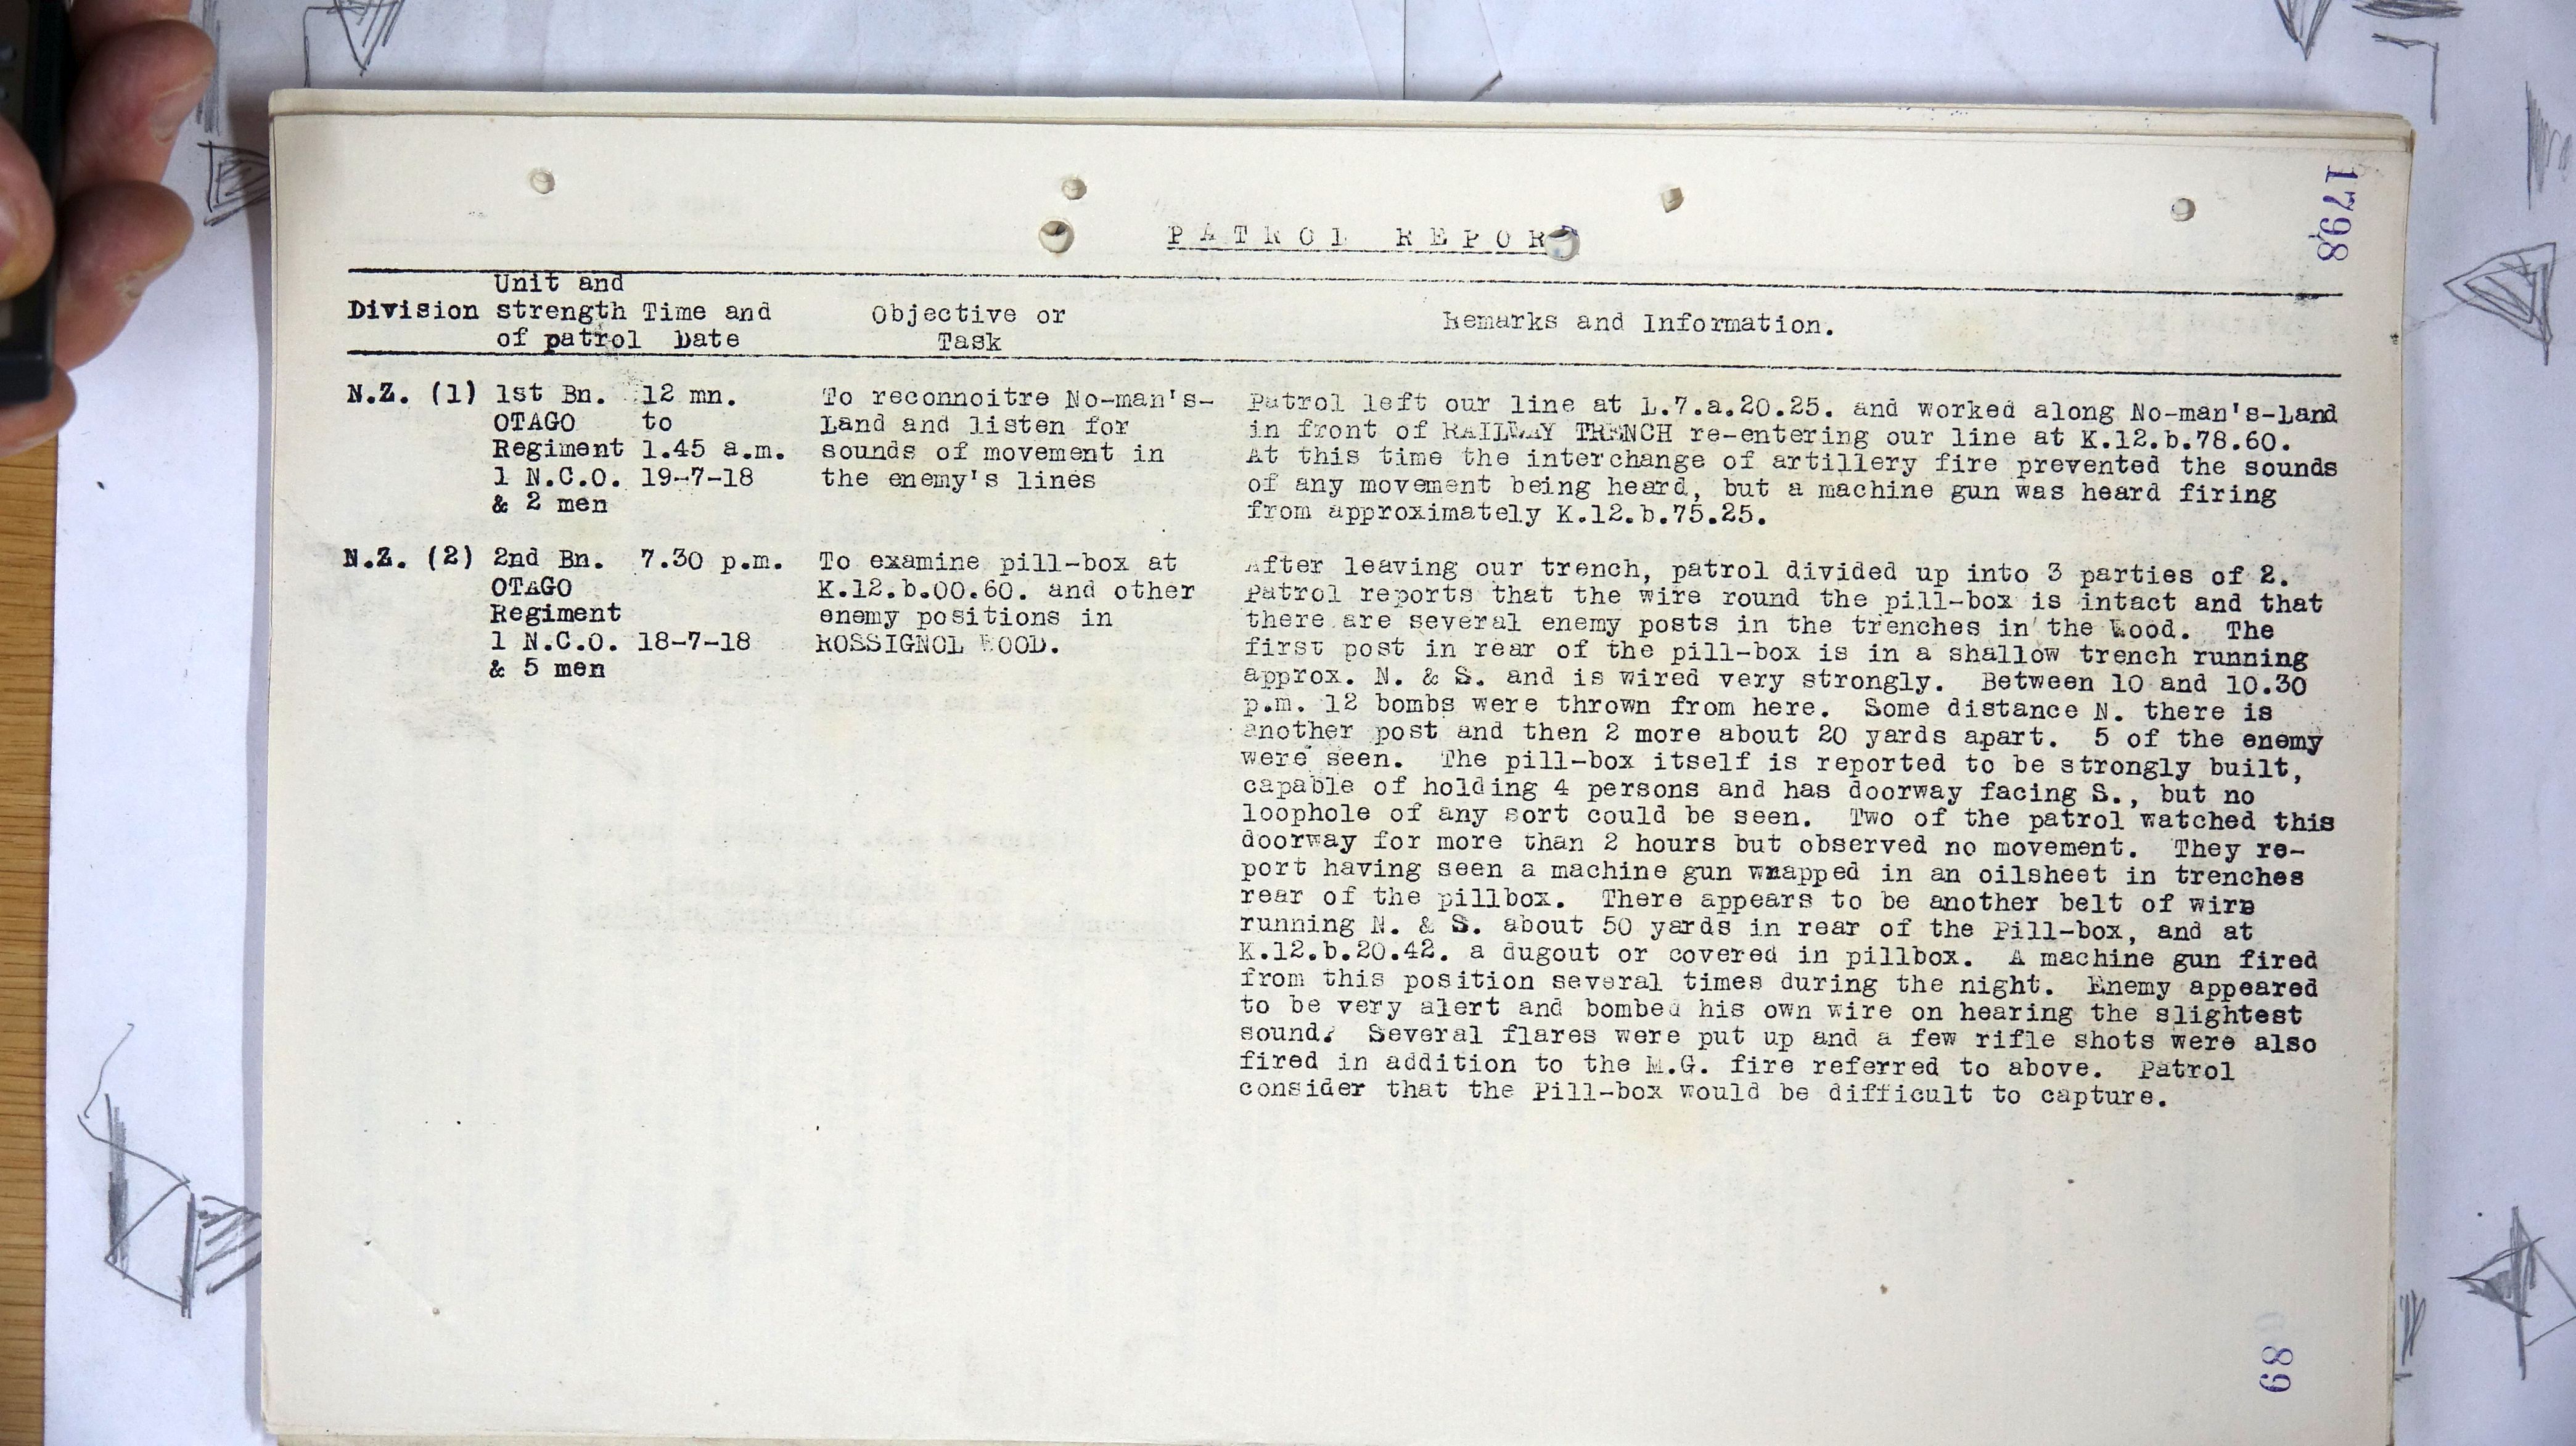 1798
PATROL REPORT
Unit and
Division strength Time and Objective or Remarks and Information.
of patrol Date Task
N.Z. (1) 1st Bn. 12 mn. To reconnoitre No-man's-
OTAGO to Land and listen for
Regiment 1.45 a.m. sounds of movement in
1 N.C.O. 19-7-18 the enemy's lines
& 2 men
Patrol left our line at L.7.a.20.25. and worked along No-man's-Land
in front of RAILWAY TRENCH re-entering our line at K.12.b.78.60.
At this time the interchange of artillery fire prevented the sounds
of any movement being heard, but a machine gun was heard firing
from approximately K.12.b.75.25.
N.Z. (2) 2nd Bn. 7.30 p.m. To examine pill-box at
OTAGO K.12.b.00.60. and other
Regiment enemy positions in
1 N.C.O. 18-7-18 ROSSIGNOL WOOD.
& 5 men
After leaving our trench, patrol divided up into 3 parties of 2.
Patrol reports that the wire round the pill-box is intact and that
there are several enemy posts in the trenches in the Wood. The
first post in rear of the pill-box is in a shallow trench running
approx. N. & S. and is wired very strongly. Between 10 and 10.30
p.m. 12 bombs were thrown from here. Some distance N. there is
another post and then 2 more about 20 yards apart. 5 of the enemy
were seen. The pill-box itself is reported to be strongly built,
capable of holding 4 persons and has doorway facing S., but no
loophole of any sort could be seen. Two of the patrol watched this
doorway for more than 2 hours but observed no movement. They re-
port having seen a machine gun wrapped in an oilsheet in trenches
rear of the pillbox. There appears to be another belt of wire
running N. & S. about 50 yards in rear of the Pill-box, and at
K.12.b.20.42. a dugout or covered in pillbox. A machine gun fired
from this position several times during the night. Enemy appeared
to be very alert and bombed his own wire on hearing the slightest
sound. Several flares were put up and a few rifle shots were also
fired in addition to the M.G. fire referred to above. Patrol
consider that the Pill-box would be difficult to capture.
89